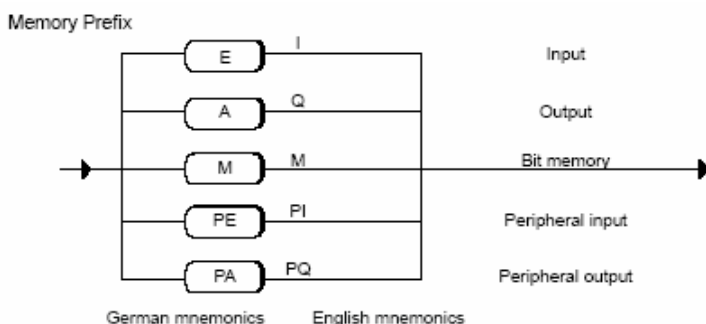 Memory Prefix
E I Input
A Q Output
M M Bit memory
PE PI Peripheral input
PA PQ Peripheral output
German mnemonics English mnemonics